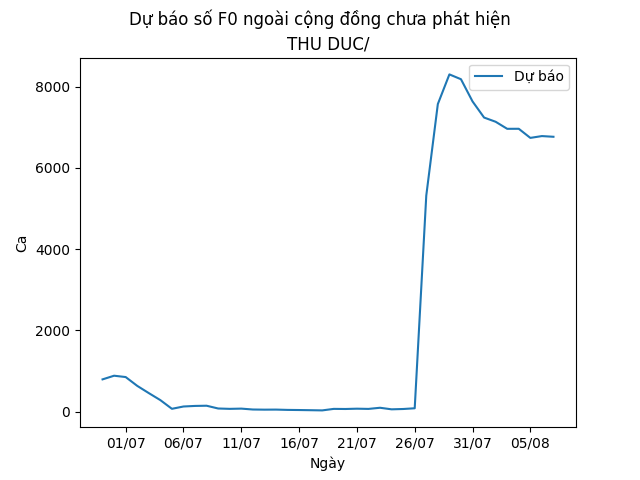 Dự báo số F0 ngoài cộng đồng chưa phát hiện
THU DUC/
Dự báo
8000
6000
4000
2000
0
Ca
01/07 06/07 11/07 16/07 21/07 26/07 31/07 05/08
Ngày